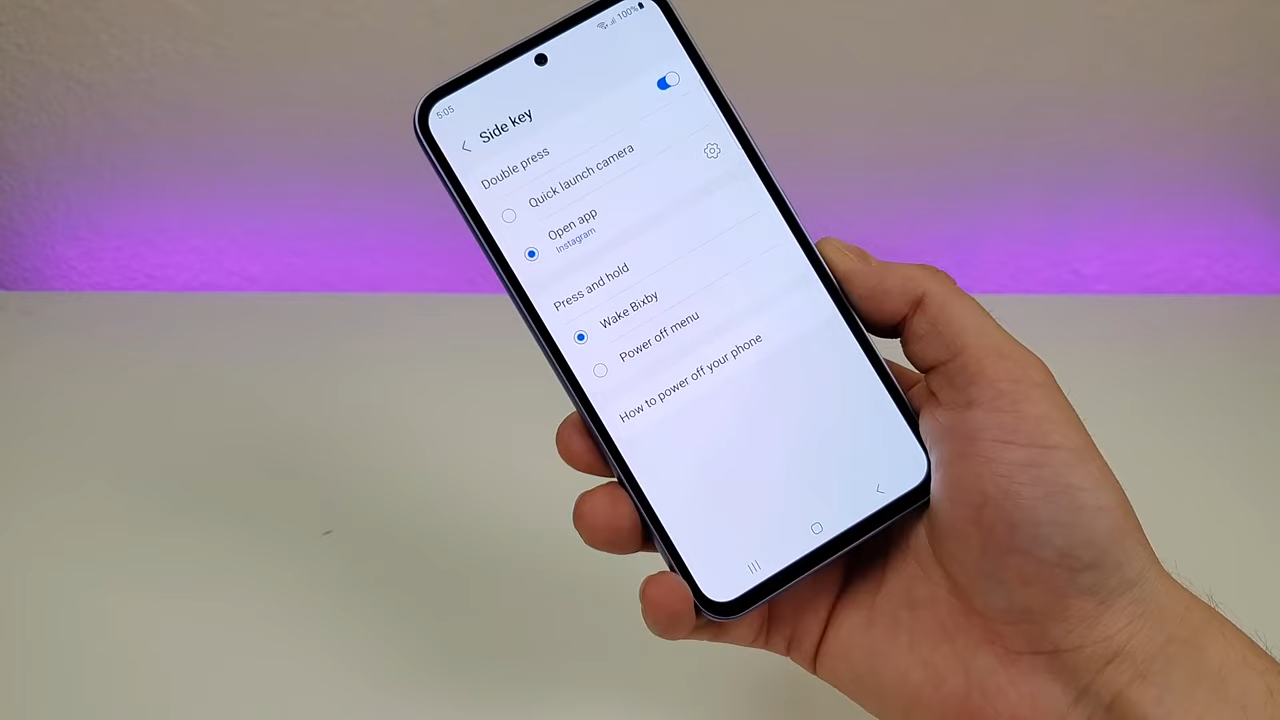 5:05
100%
Side key
Double press
Quick launch camera
Open app
Instagram
Press and hold
Wake Bixby
Power off menu
How to power off your phone